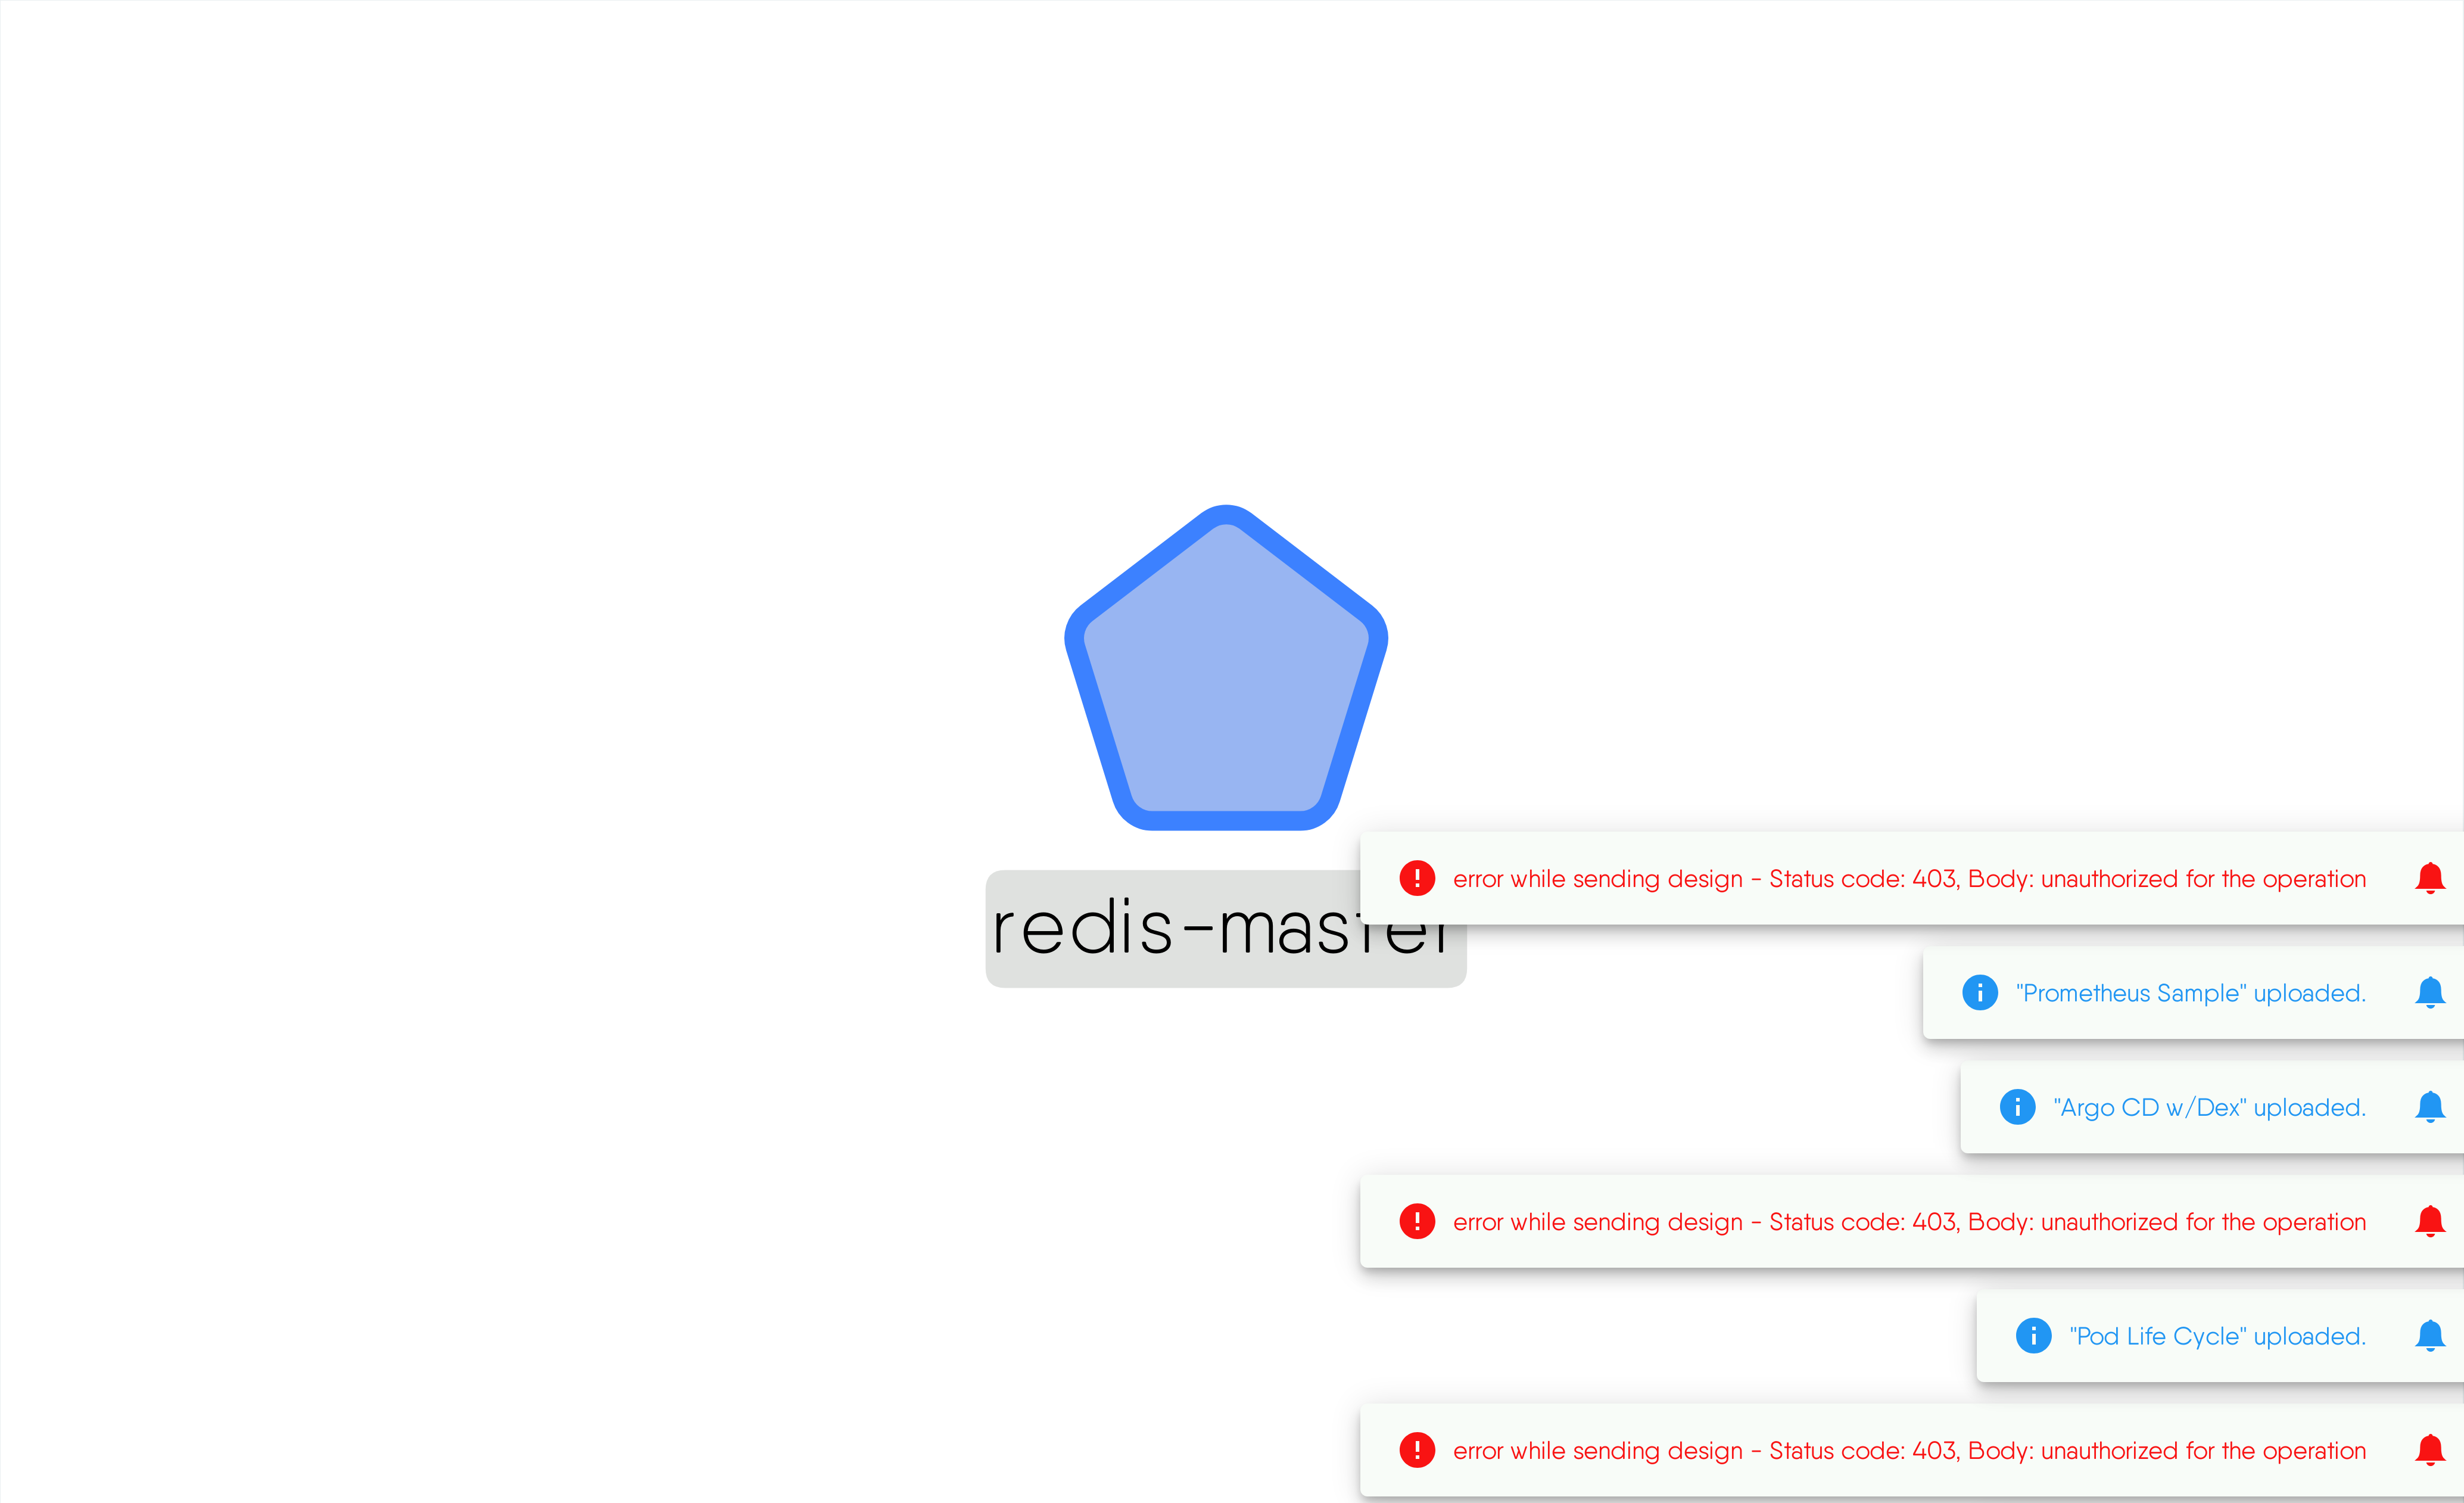 redis-master
error while sending design - Status code: 403, Body: unauthorized for the operation
"Prometheus Sample" uploaded.
"Argo CD w/Dex" uploaded.
error while sending design - Status code: 403, Body: unauthorized for the operation
"Pod Life Cycle" uploaded.
error while sending design - Status code: 403, Body: unauthorized for the operation